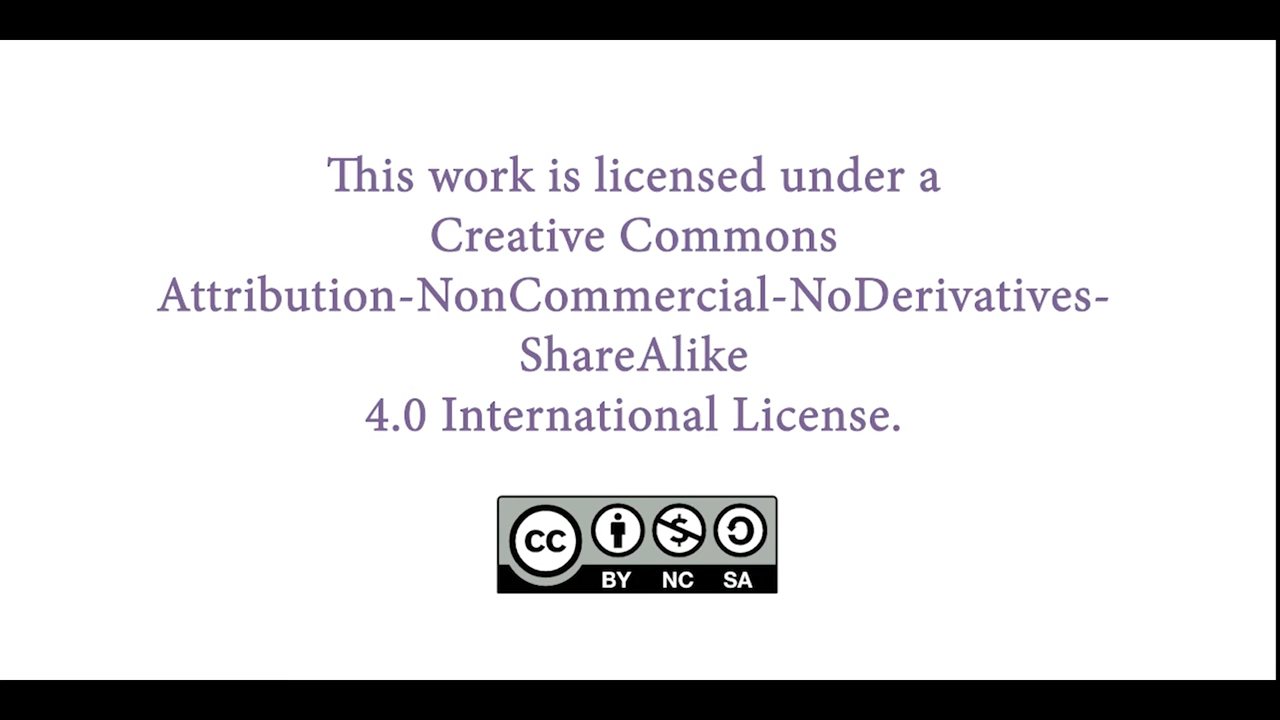 This work is licensed under a
Creative Commons
Attribution-NonCommercial-NoDerivatives-
ShareAlike
4.0 International License.
CC
BY NC SA